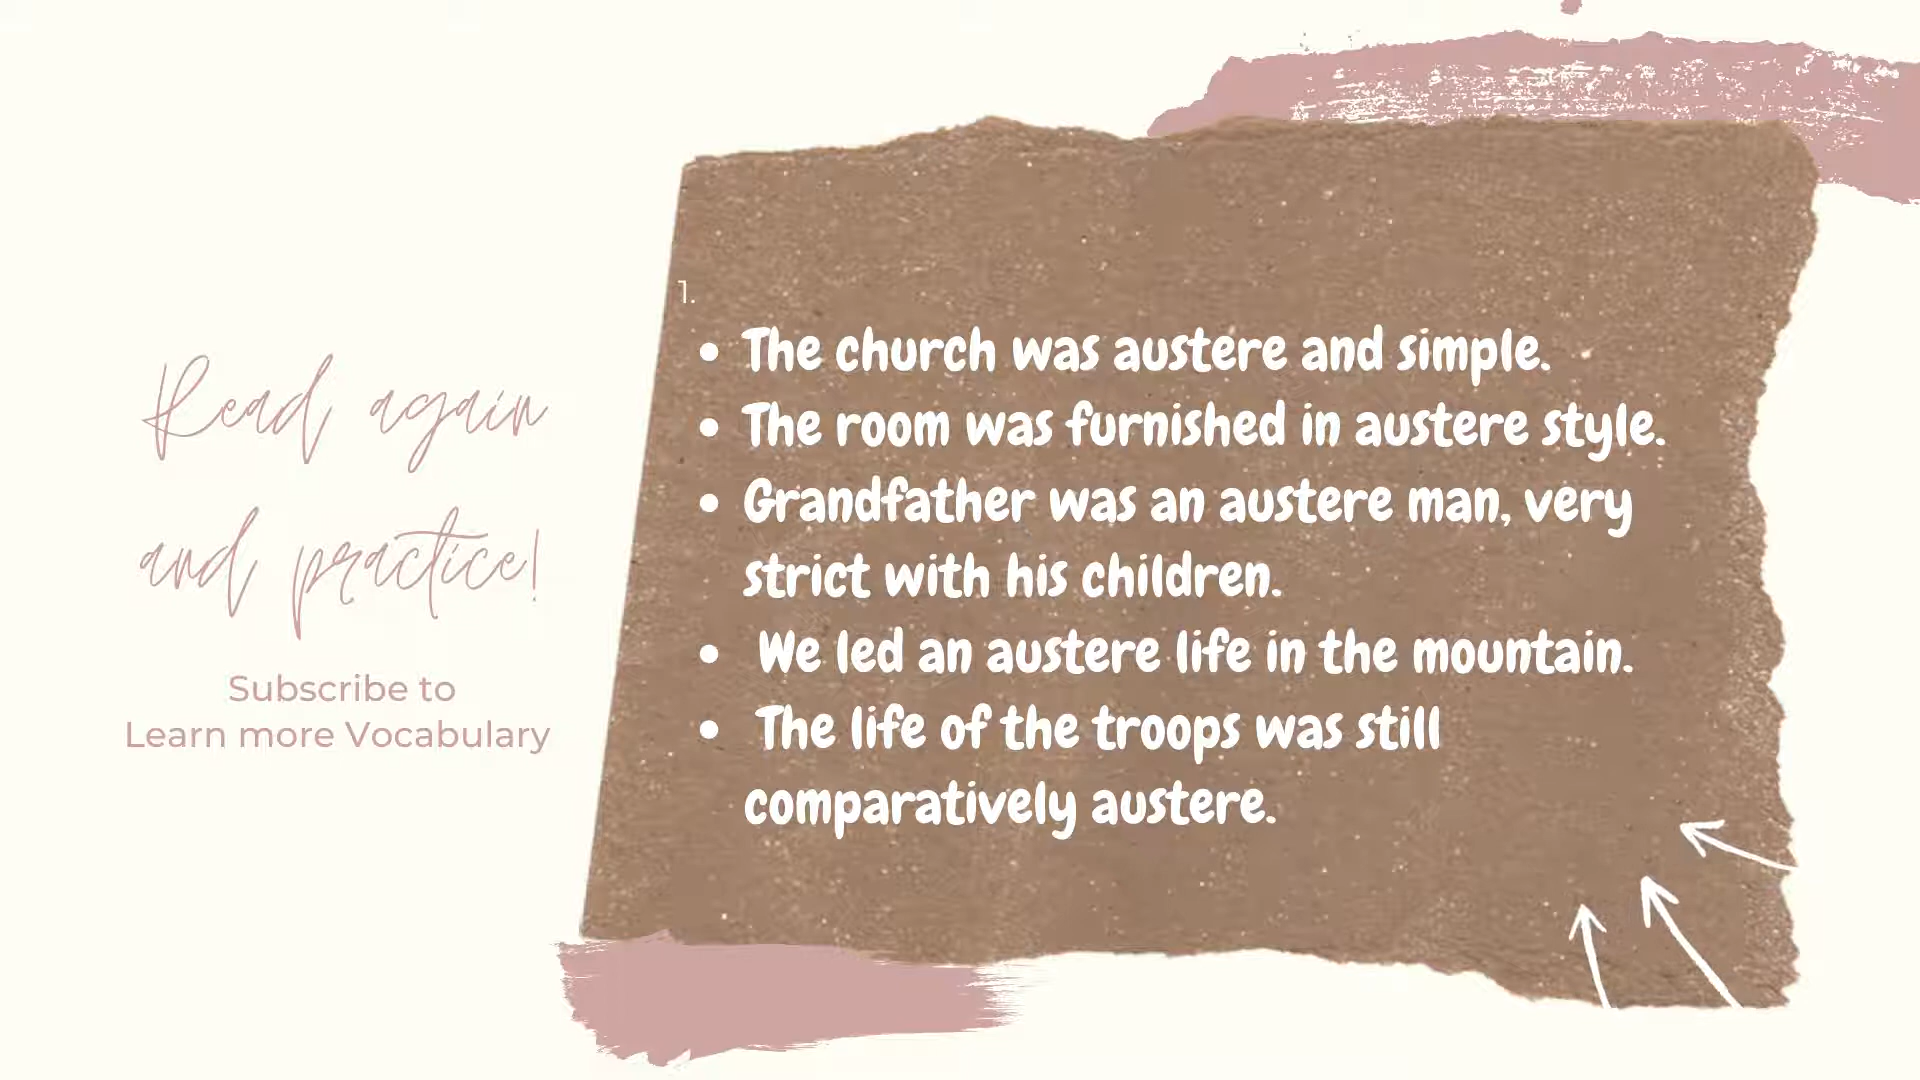 Read again
and practice!
Subscribe to
Learn more Vocabulary
1.
• The church was austere and simple.
• The room was furnished in austere style.
• Grandfather was an austere man, very
strict with his children.
• We led an austere life in the mountain.
• The life of the troops was still
comparatively austere.